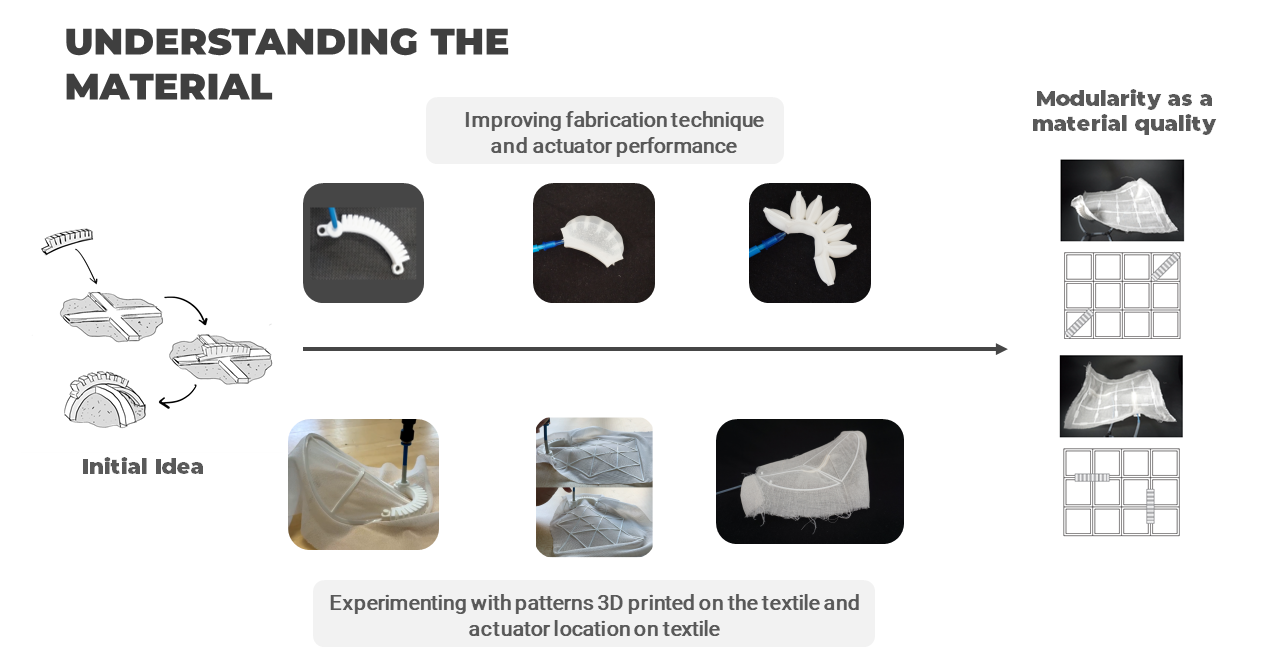 UNDERSTANDING THE
MATERIAL
Improving fabrication technique
and actuator performance
Modularity as a
material quality
Initial Idea
Experimenting with patterns 3D printed on the textile and
actuator location on textile